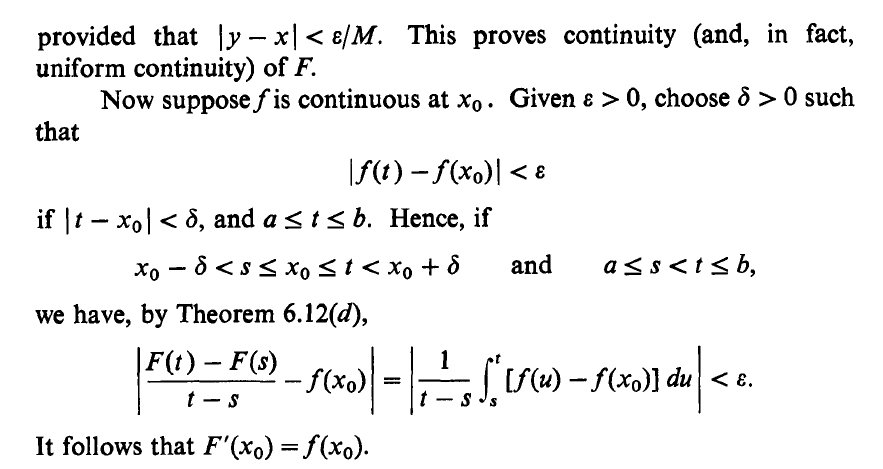 provided that |y − x| < ε/M. This proves continuity (and, in fact,
uniform continuity) of F.
Now suppose f is continuous at x₀. Given ε > 0, choose δ > 0 such
that
|f(t) − f(x₀)| < ε
if |t − x₀| < δ, and a ≤ t ≤ b. Hence, if
x₀ − δ < s ≤ x₀ ≤ t < x₀ + δ and a ≤ s < t ≤ b,
we have, by Theorem 6.12(d),
|(F(t) − F(s))/(t − s) − f(x₀)| = |1/(t − s) ∫ₛᵗ [f(u) − f(x₀)] du| < ε.
It follows that F′(x₀) = f(x₀).